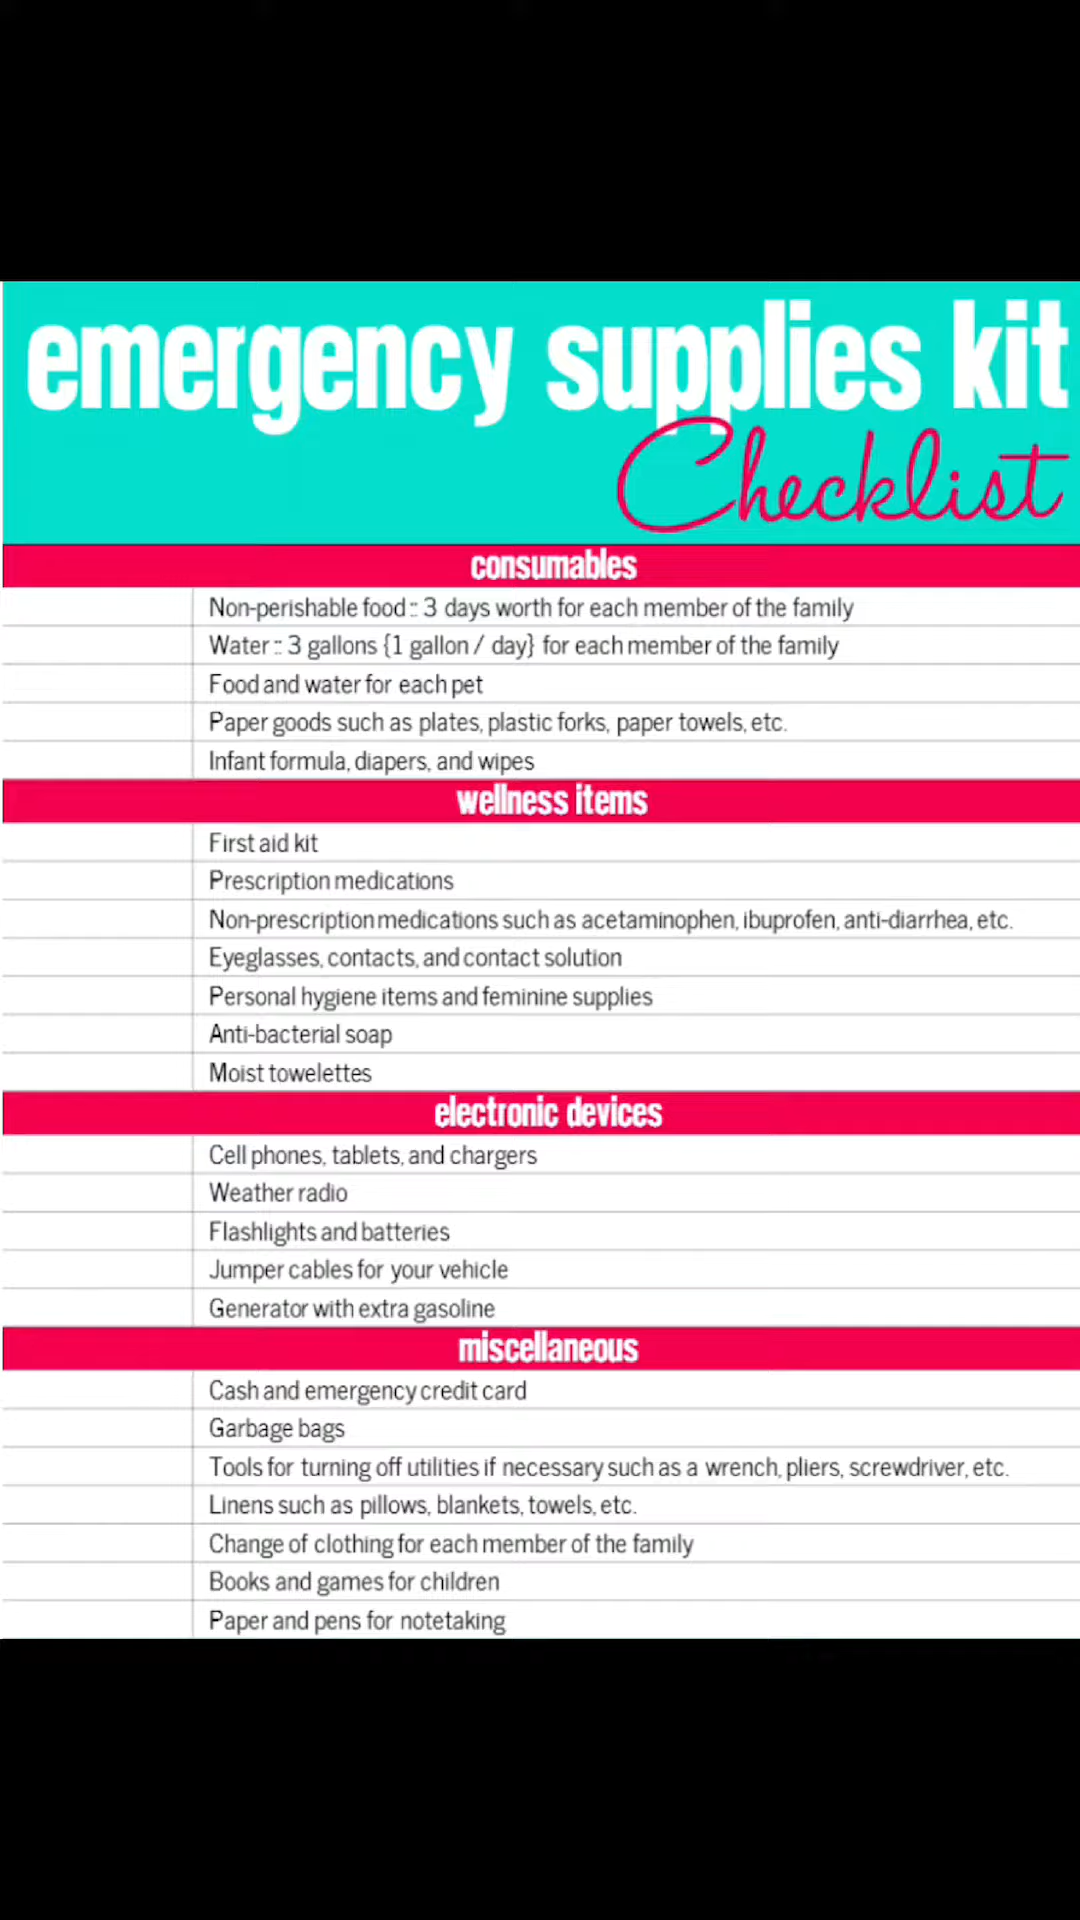 emergency supplies kit
Checklist
consumables
Non-perishable food :: 3 days worth for each member of the family
Water :: 3 gallons {1 gallon / day} for each member of the family
Food and water for each pet
Paper goods such as plates, plastic forks, paper towels, etc.
Infant formula, diapers, and wipes
wellness items
First aid kit
Prescription medications
Non-prescription medications such as acetaminophen, ibuprofen, anti-diarrhea, etc.
Eyeglasses, contacts, and contact solution
Personal hygiene items and feminine supplies
Anti-bacterial soap
Moist towelettes
electronic devices
Cell phones, tablets, and chargers
Weather radio
Flashlights and batteries
Jumper cables for your vehicle
Generator with extra gasoline
miscellaneous
Cash and emergency credit card
Garbage bags
Tools for turning off utilities if necessary such as a wrench, pliers, screwdriver, etc.
Linens such as pillows, blankets, towels, etc.
Change of clothing for each member of the family
Books and games for children
Paper and pens for notetaking